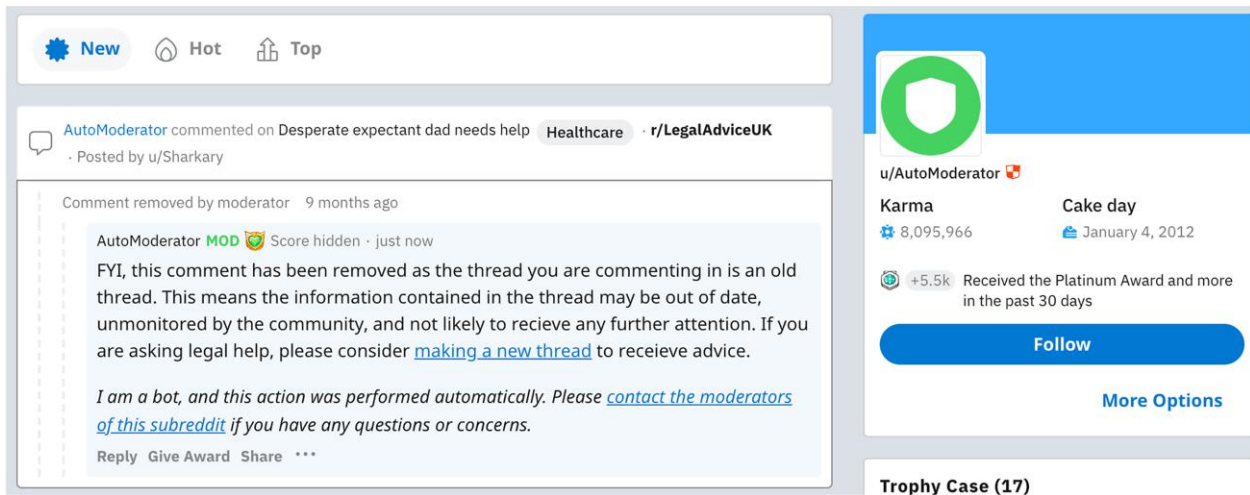 New Hot Top
AutoModerator commented on Desperate expectant dad needs help Healthcare · r/LegalAdviceUK
· Posted by u/Sharkary
Comment removed by moderator 9 months ago
AutoModerator MOD Score hidden · just now
FYI, this comment has been removed as the thread you are commenting in is an old
thread. This means the information contained in the thread may be out of date,
unmonitored by the community, and not likely to recieve any further attention. If you
are asking legal help, please consider making a new thread to receieve advice.
I am a bot, and this action was performed automatically. Please contact the moderators
of this subreddit if you have any questions or concerns.
Reply Give Award Share ···
u/AutoModerator
Karma Cake day
8,095,966 January 4, 2012
+5.5k Received the Platinum Award and more
in the past 30 days
Follow
More Options
Trophy Case (17)